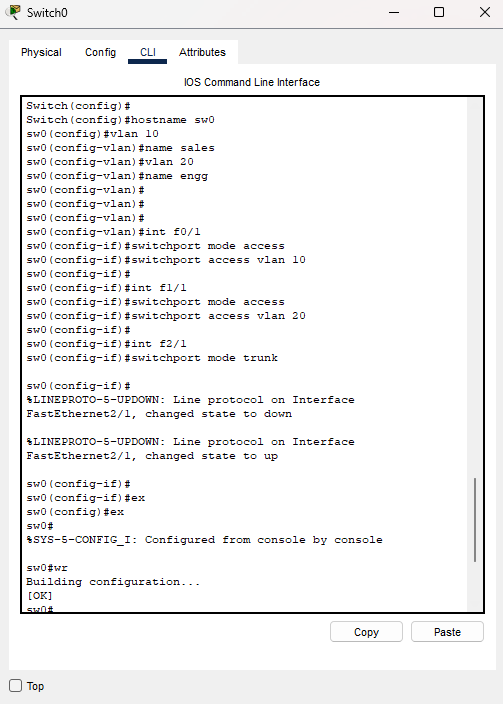 Switch0
Physical Config CLI Attributes
IOS Command Line Interface
Switch(config)#
Switch(config)#hostname sw0
sw0(config)#vlan 10
sw0(config-vlan)#name sales
sw0(config-vlan)#vlan 20
sw0(config-vlan)#name engg
sw0(config-vlan)#
sw0(config-vlan)#
sw0(config-vlan)#
sw0(config-vlan)#int f0/1
sw0(config-if)#switchport mode access
sw0(config-if)#switchport access vlan 10
sw0(config-if)#
sw0(config-if)#int f1/1
sw0(config-if)#switchport mode access
sw0(config-if)#switchport access vlan 20
sw0(config-if)#
sw0(config-if)#int f2/1
sw0(config-if)#switchport mode trunk
sw0(config-if)#
%LINEPROTO-5-UPDOWN: Line protocol on Interface
FastEthernet2/1, changed state to down
%LINEPROTO-5-UPDOWN: Line protocol on Interface
FastEthernet2/1, changed state to up
sw0(config-if)#
sw0(config-if)#ex
sw0(config)#ex
sw0#
%SYS-5-CONFIG_I: Configured from console by console
sw0#wr
Building configuration...
[OK]
sw0#
Copy Paste
Top